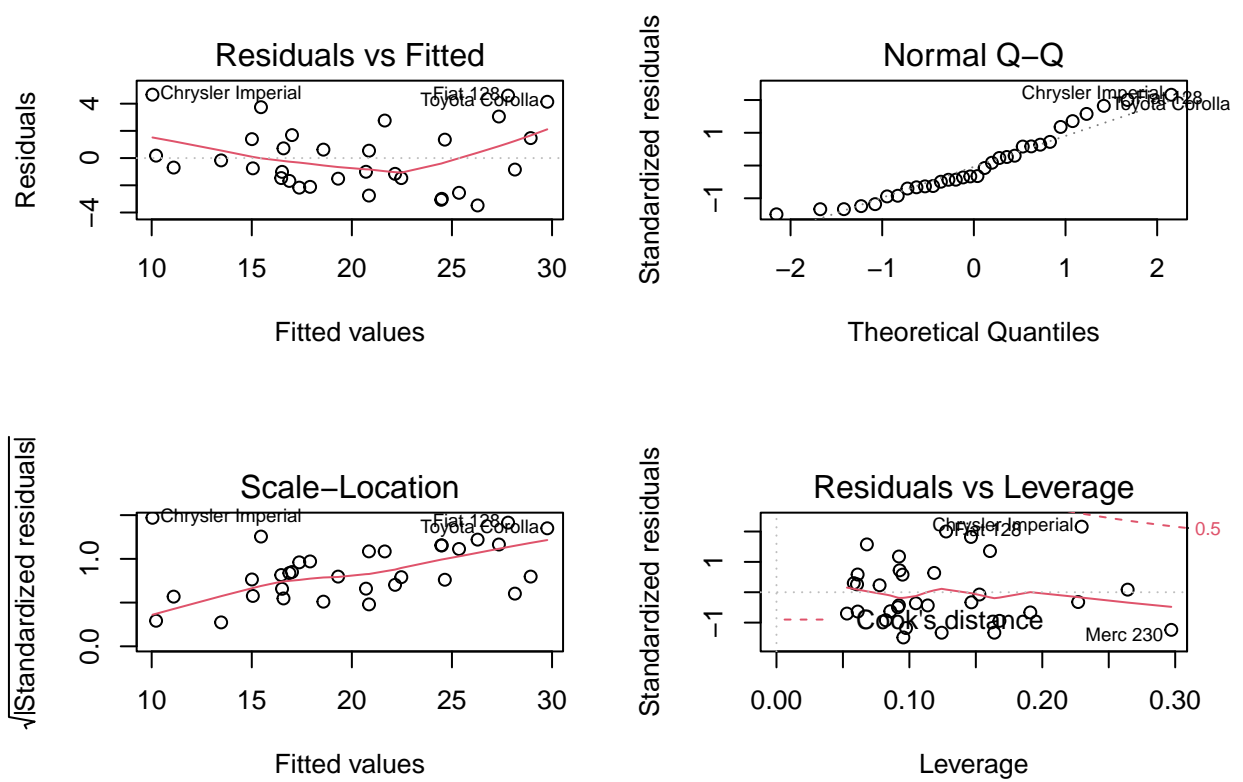 Residuals vs Fitted
Residuals
4
0
−4
Chrysler Imperial
Fiat 128
Toyota Corolla
10 15 20 25 30
Fitted values
Normal Q−Q
Standardized residuals
1
−1
Chrysler Imperial
Fiat 128
Toyota Corolla
−2 −1 0 1 2
Theoretical Quantiles
Scale−Location
√|Standardized residuals|
1.0
0.0
Chrysler Imperial
Fiat 128
Toyota Corolla
10 15 20 25 30
Fitted values
Residuals vs Leverage
Standardized residuals
1
−1
Chrysler Imperial
Fiat 128
0.5
Cook's distance
Merc 230
0.00 0.10 0.20 0.30
Leverage